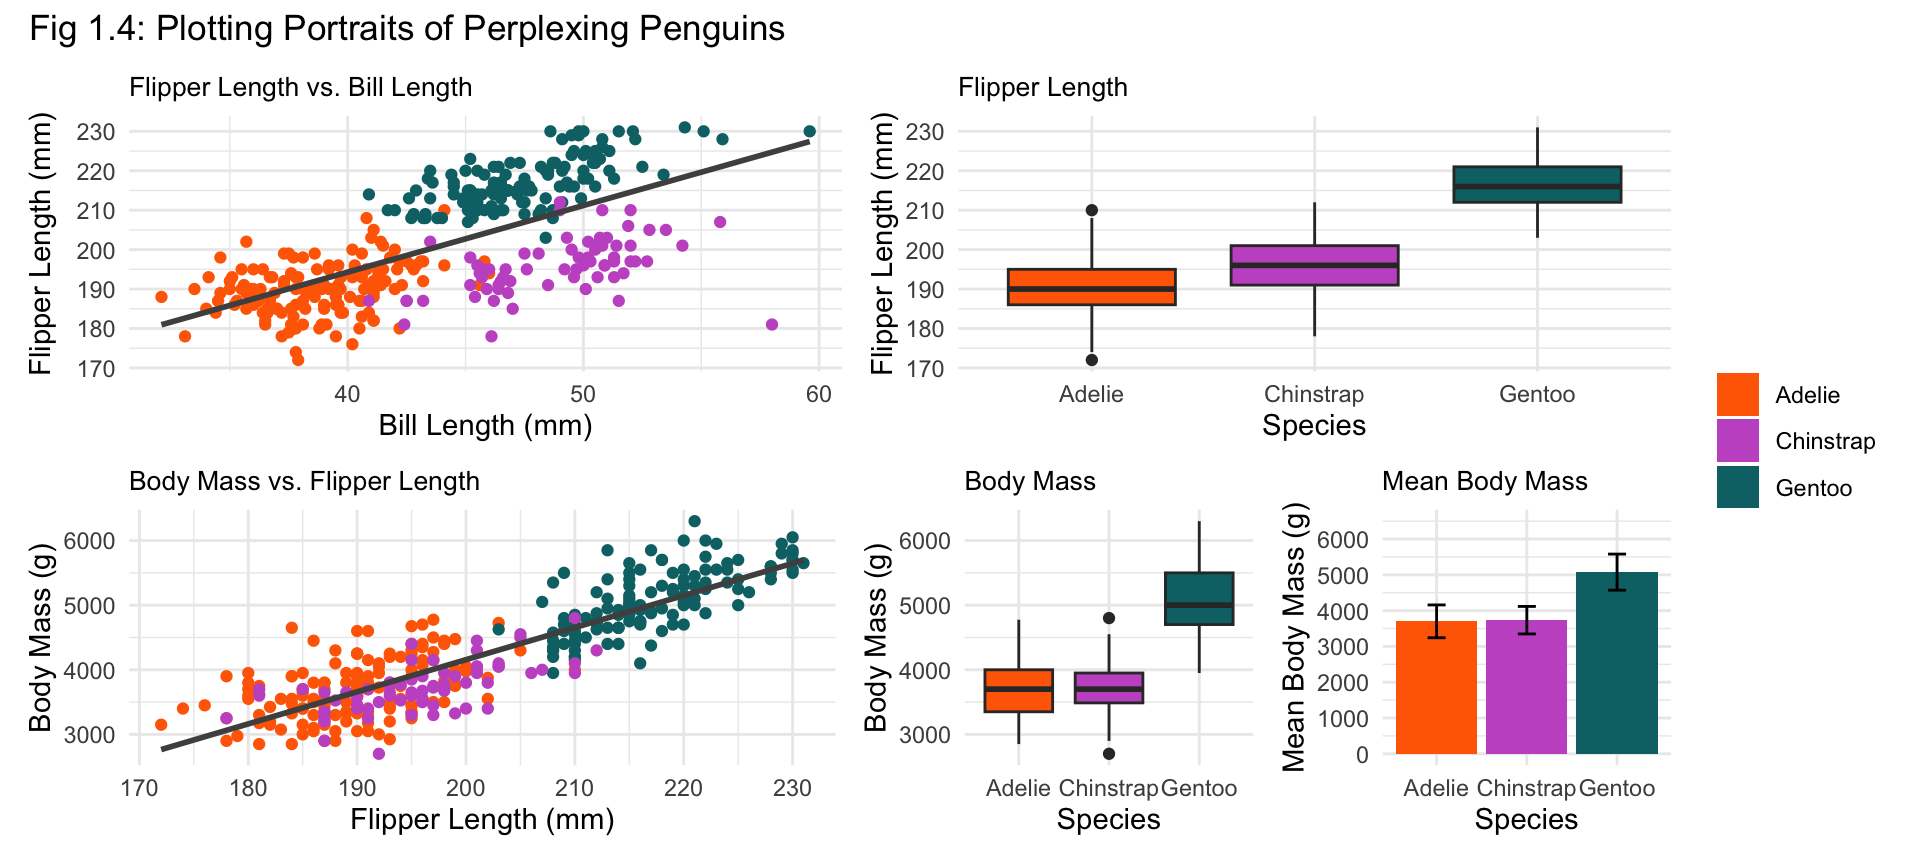 Fig 1.4: Plotting Portraits of Perplexing Penguins
Flipper Length vs. Bill Length
Flipper Length (mm)
230
220
210
200
190
180
170
40 50 60
Bill Length (mm)
Flipper Length
Flipper Length (mm)
230
220
210
200
190
180
170
Adelie Chinstrap Gentoo
Species
Adelie
Chinstrap
Gentoo
Body Mass vs. Flipper Length
Body Mass (g)
6000
5000
4000
3000
170 180 190 200 210 220 230
Flipper Length (mm)
Body Mass
Body Mass (g)
6000
5000
4000
3000
Adelie Chinstrap Gentoo
Species
Mean Body Mass
Mean Body Mass (g)
6000
5000
4000
3000
2000
1000
0
Adelie Chinstrap Gentoo
Species